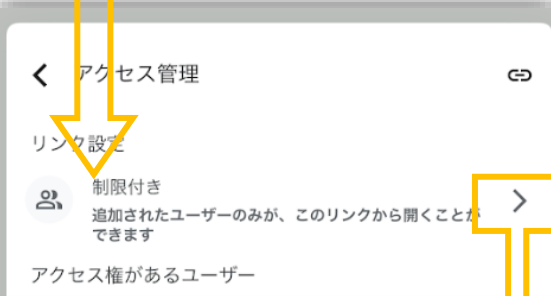 アクセス管理
リンク設定
制限付き
追加されたユーザーのみが、このリンクから開くことが
できます
アクセス権があるユーザー